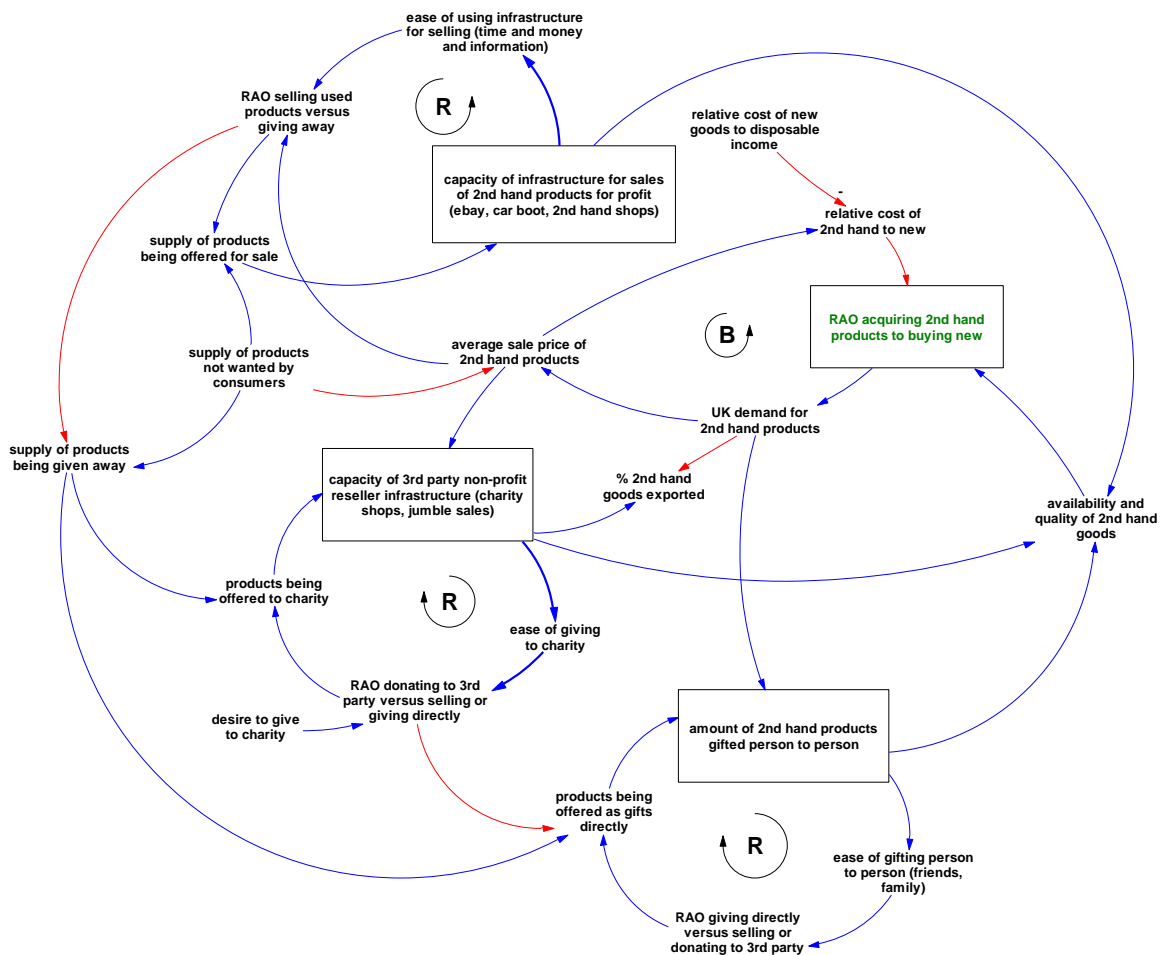 ease of using infrastructure
for selling (time and money
and information)
R
RAO selling used
products versus
giving away
relative cost of new
goods to disposable
income
capacity of infrastructure for sales
of 2nd hand products for profit
(ebay, car boot, 2nd hand shops)
-
relative cost of
2nd hand to new
supply of products
being offered for sale
RAO acquiring 2nd hand
products to buying new
B
average sale price of
2nd hand products
supply of products
not wanted by
consumers
UK demand for
2nd hand products
supply of products
being given away
capacity of 3rd party non-profit
reseller infrastructure (charity
shops, jumble sales)
% 2nd hand
goods exported
availability and
quality of 2nd hand
goods
products being
offered to charity
R
ease of giving
to charity
RAO donating to 3rd
party versus selling or
giving directly
desire to give
to charity
amount of 2nd hand products
gifted person to person
products being
offered as gifts
directly
R
ease of gifting person
to person (friends,
family)
RAO giving directly
versus selling or
donating to 3rd party